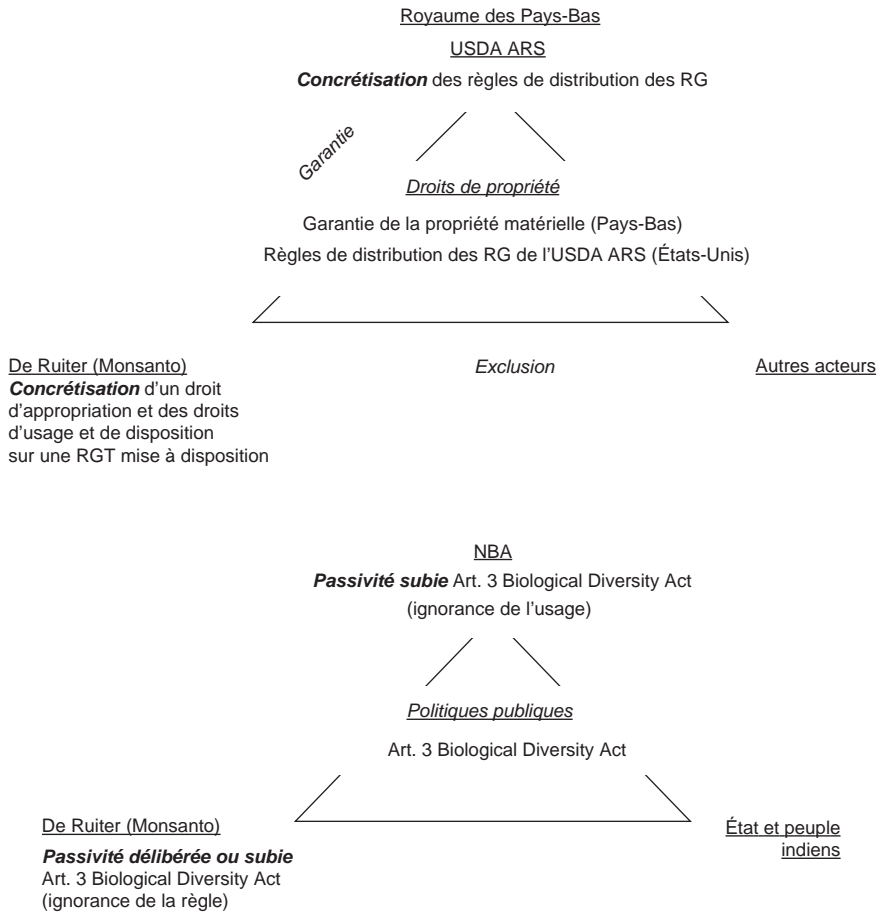 Royaume des Pays-Bas
USDA ARS
Concrétisation des règles de distribution des RG
Garantie
Droits de propriété
Garantie de la propriété matérielle (Pays-Bas)
Règles de distribution des RG de l'USDA ARS (États-Unis)
De Ruiter (Monsanto)
Concrétisation d'un droit
d'appropriation et des droits
d'usage et de disposition
sur une RGT mise à disposition
Exclusion
Autres acteurs
NBA
Passivité subie Art. 3 Biological Diversity Act
(ignorance de l'usage)
Politiques publiques
Art. 3 Biological Diversity Act
De Ruiter (Monsanto)
Passivité délibérée ou subie
Art. 3 Biological Diversity Act
(ignorance de la règle)
État et peuple
indiens